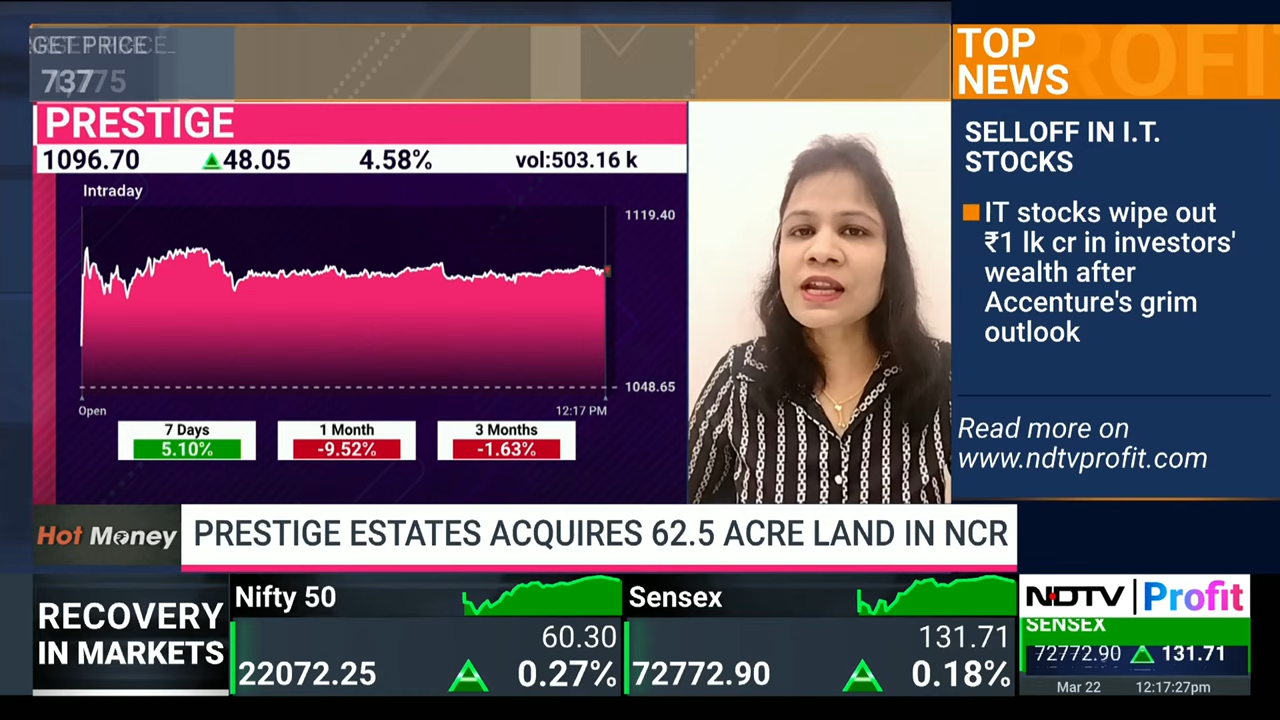 PRESTIGE
1096.70 48.05 4.58% vol:503.16 k
Intraday
1119.40
1048.65
Open 12:17 PM
7 Days
5.10%
1 Month
-9.52%
3 Months
-1.63%
TOP
NEWS
SELLOFF IN I.T.
STOCKS
IT stocks wipe out
₹1 lk cr in investors'
wealth after
Accenture's grim
outlook
Read more on
www.ndtvprofit.com
Hot Money
PRESTIGE ESTATES ACQUIRES 62.5 ACRE LAND IN NCR
RECOVERY
IN MARKETS
Nifty 50
60.30
22072.25 0.27%
Sensex
131.71
72772.90 0.18%
NDTV Profit
SENSEX
72772.90 131.71
Mar 22 12:17:27pm